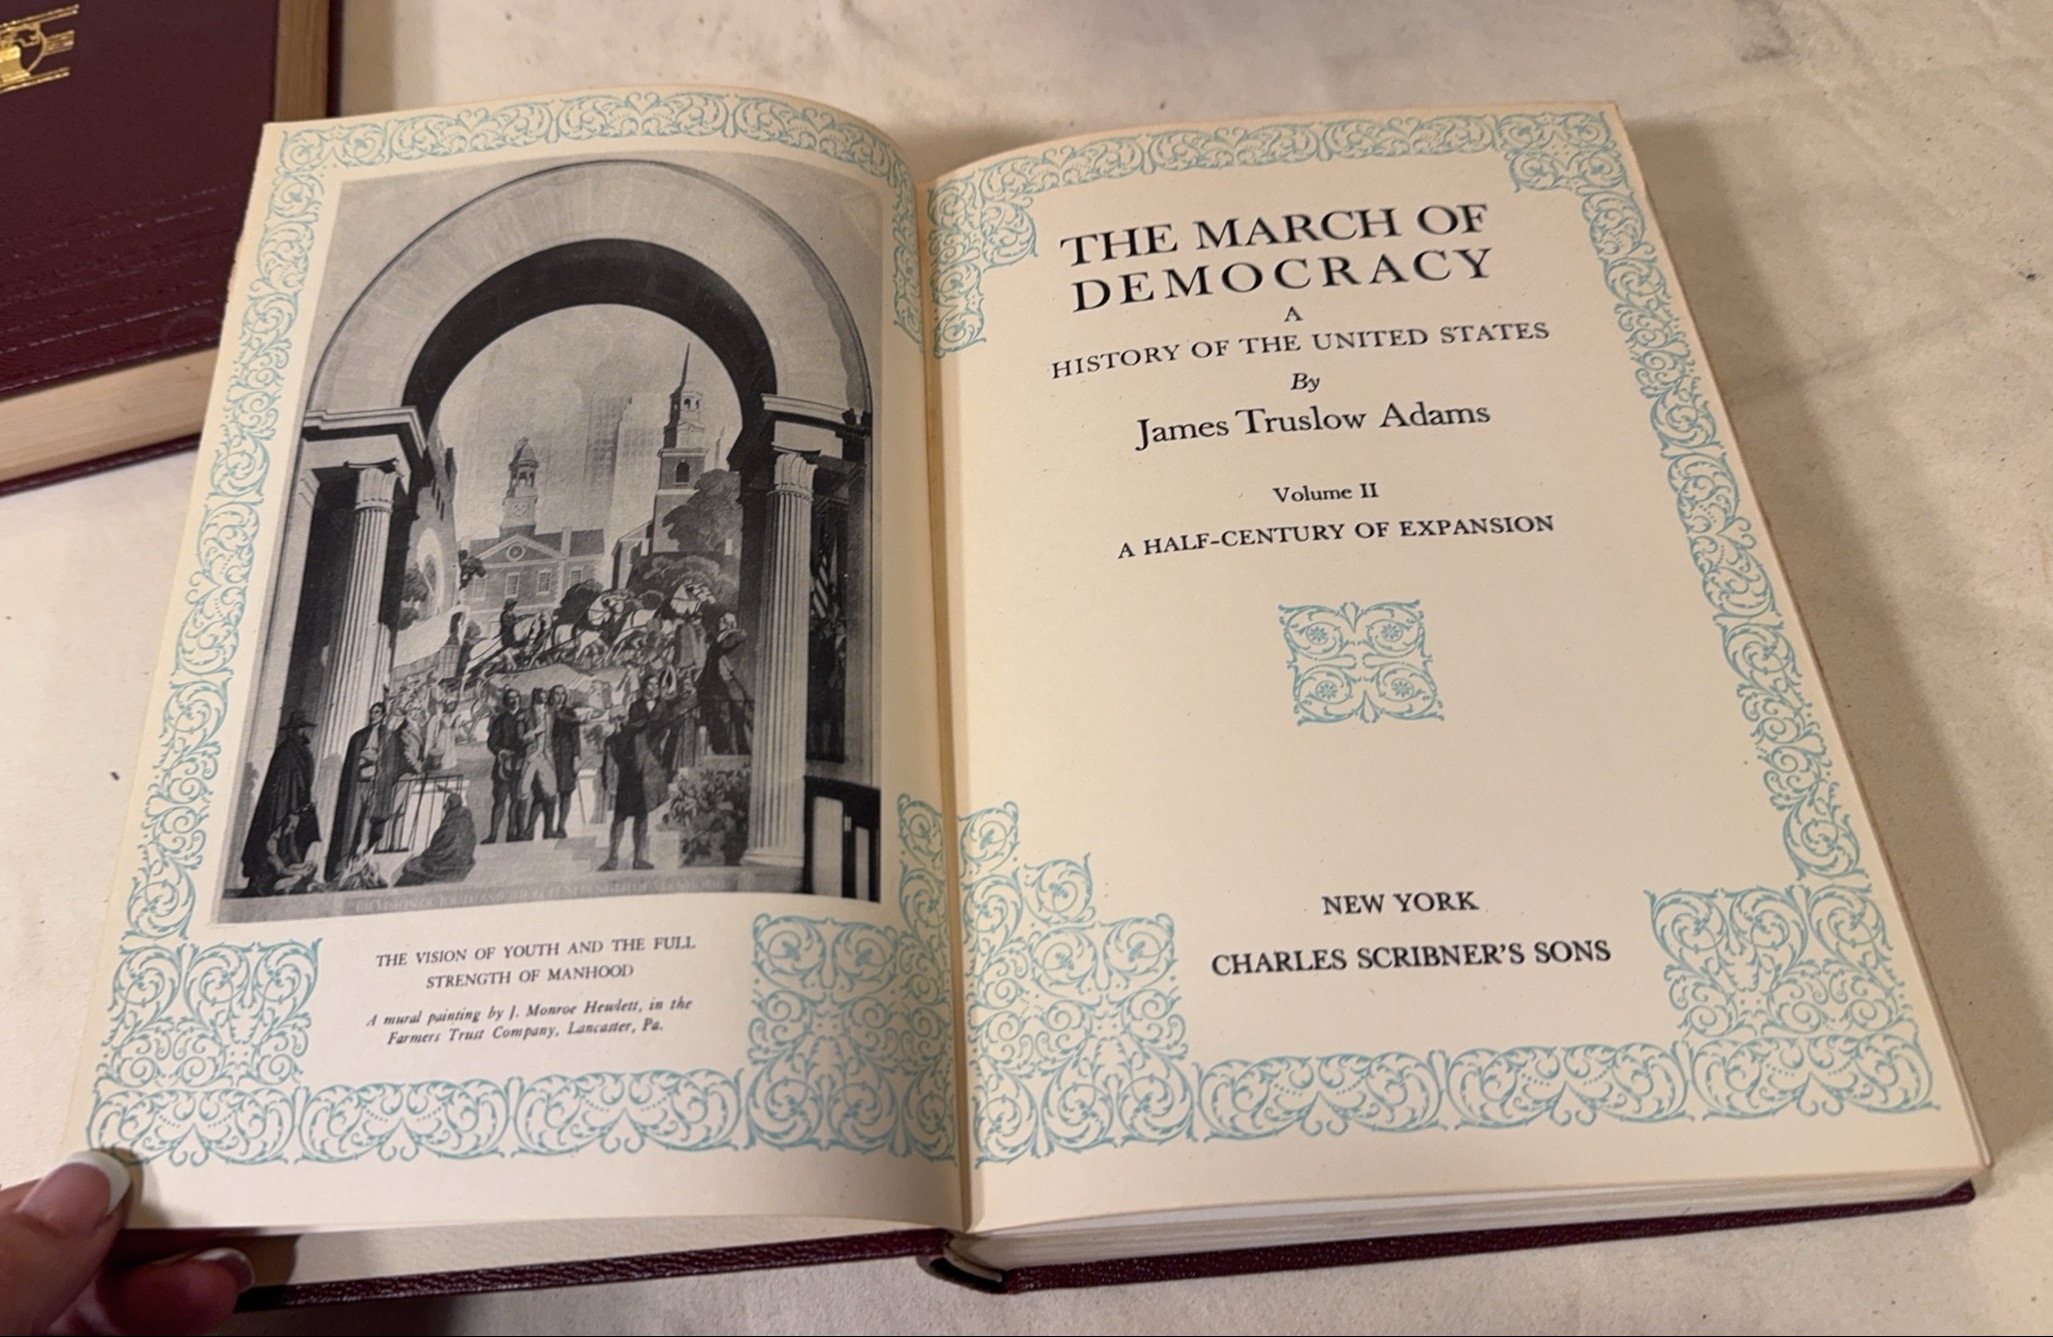 THE VISION OF YOUTH AND THE FULL
STRENGTH OF MANHOOD
A mural painting by J. Monroe Hewlett, in the
Farmers Trust Company, Lancaster, Pa.
THE MARCH OF
DEMOCRACY
A
HISTORY OF THE UNITED STATES
By
James Truslow Adams
Volume II
A HALF-CENTURY OF EXPANSION
NEW YORK
CHARLES SCRIBNER'S SONS